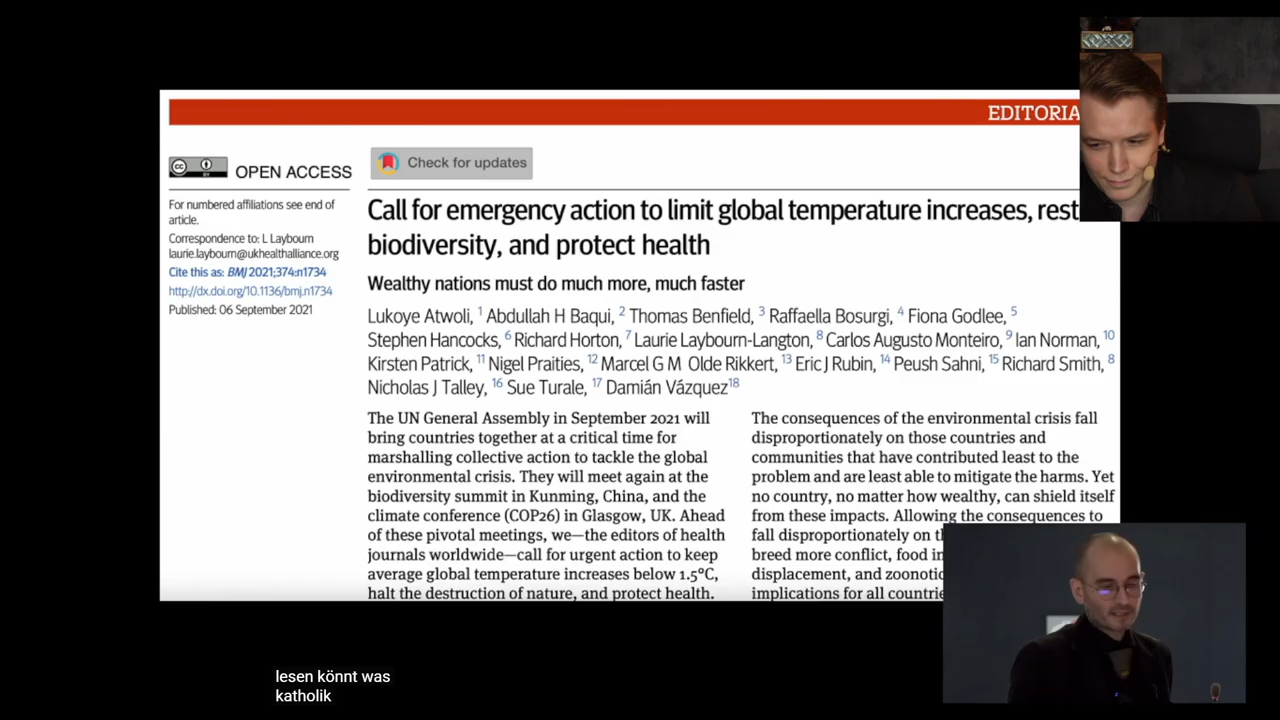 EDITORIA
OPEN ACCESS
Check for updates
For numbered affiliations see end of
article.
Correspondence to: L Laybourn
laurie.laybourn@ukhealthalliance.org
Cite this as: BMJ 2021;374:n1734
http://dx.doi.org/10.1136/bmj.n1734
Published: 06 September 2021
Call for emergency action to limit global temperature increases, rest
biodiversity, and protect health
Wealthy nations must do much more, much faster
Lukoye Atwoli, 1 Abdullah H Baqui, 2 Thomas Benfield, 3 Raffaella Bosurgi, 4 Fiona Godlee, 5
Stephen Hancocks, 6 Richard Horton, 7 Laurie Laybourn-Langton, 8 Carlos Augusto Monteiro, 9 Ian Norman, 10
Kirsten Patrick, 11 Nigel Praities, 12 Marcel G M Olde Rikkert, 13 Eric J Rubin, 14 Peush Sahni, 15 Richard Smith, 8
Nicholas J Talley, 16 Sue Turale, 17 Damián Vázquez18
The UN General Assembly in September 2021 will
bring countries together at a critical time for
marshalling collective action to tackle the global
environmental crisis. They will meet again at the
biodiversity summit in Kunming, China, and the
climate conference (COP26) in Glasgow, UK. Ahead
of these pivotal meetings, we—the editors of health
journals worldwide—call for urgent action to keep
average global temperature increases below 1.5°C,
halt the destruction of nature, and protect health.
The consequences of the environmental crisis fall
disproportionately on those countries and
communities that have contributed least to the
problem and are least able to mitigate the harms. Yet
no country, no matter how wealthy, can shield itself
from these impacts. Allowing the consequences to
fall disproportionately on t
breed more conflict, food in
displacement, and zoonotic
implications for all countrie
lesen könnt was
katholik